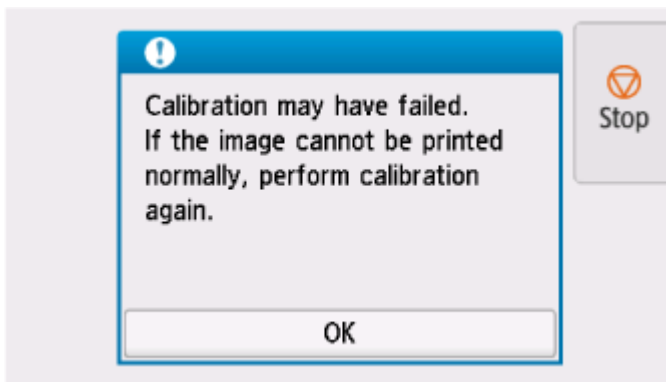 Calibration may have failed.
If the image cannot be printed
normally, perform calibration
again.
Stop
OK